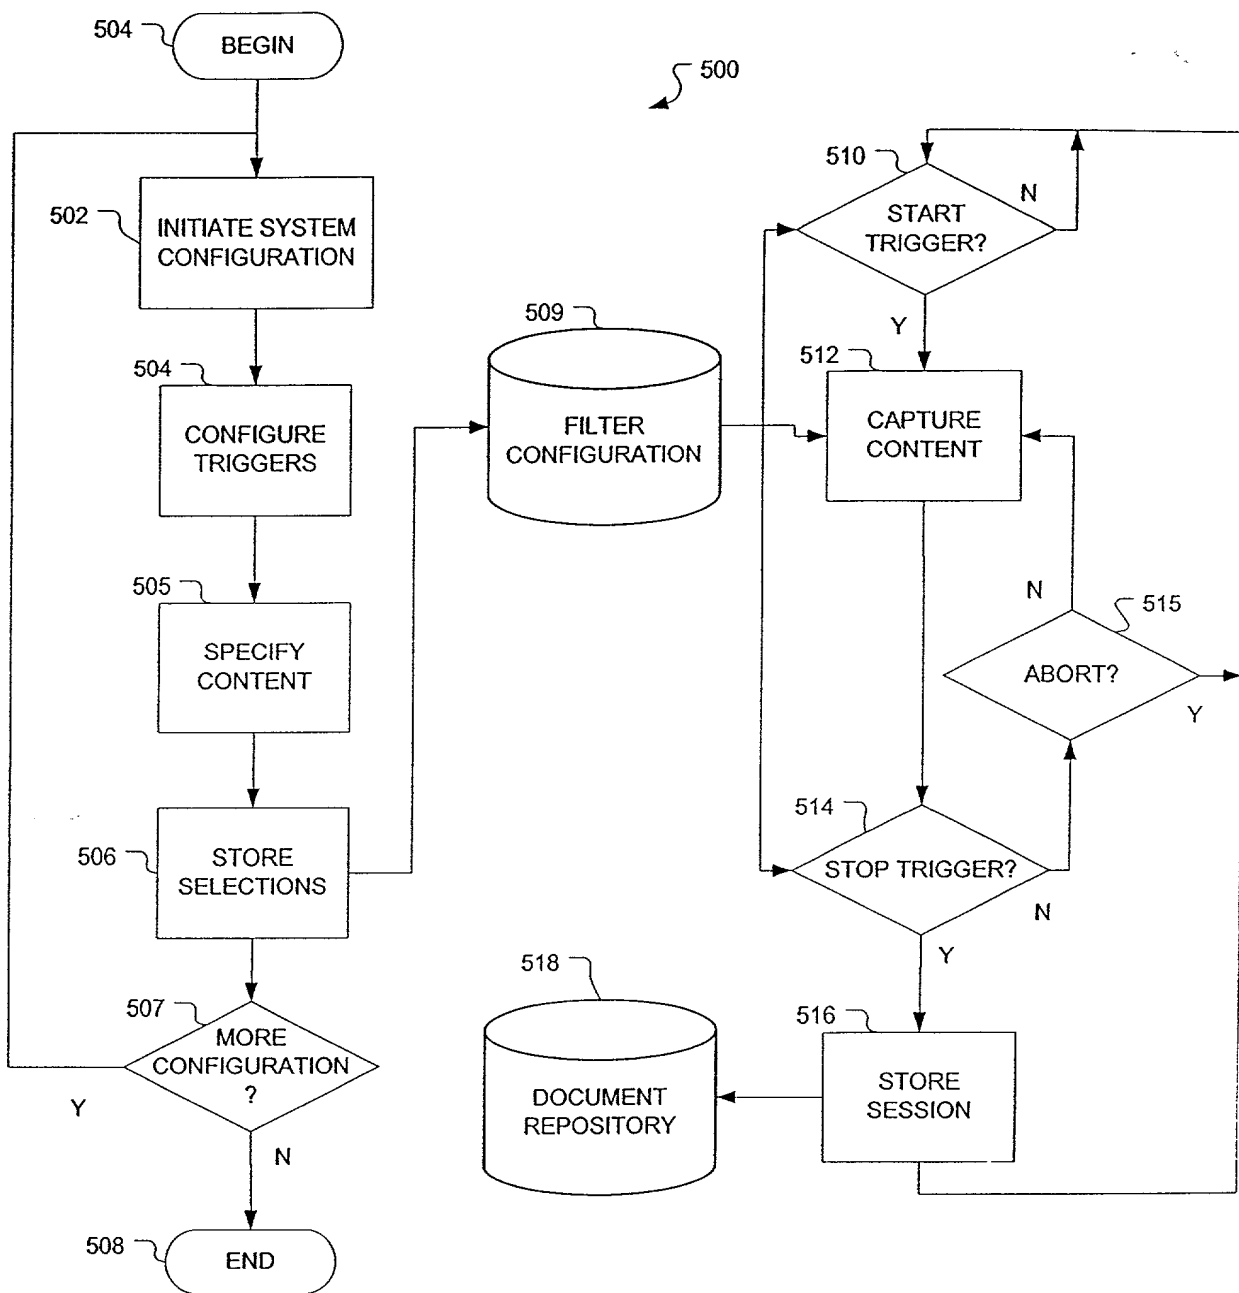 504
BEGIN
500
502
INITIATE SYSTEM
CONFIGURATION
504
CONFIGURE
TRIGGERS
505
SPECIFY
CONTENT
506
STORE
SELECTIONS
507
MORE
CONFIGURATION
?
Y
N
508
END
509
FILTER
CONFIGURATION
510
START
TRIGGER?
N
Y
512
CAPTURE
CONTENT
N
515
ABORT?
Y
514
STOP TRIGGER?
N
Y
516
STORE
SESSION
518
DOCUMENT
REPOSITORY